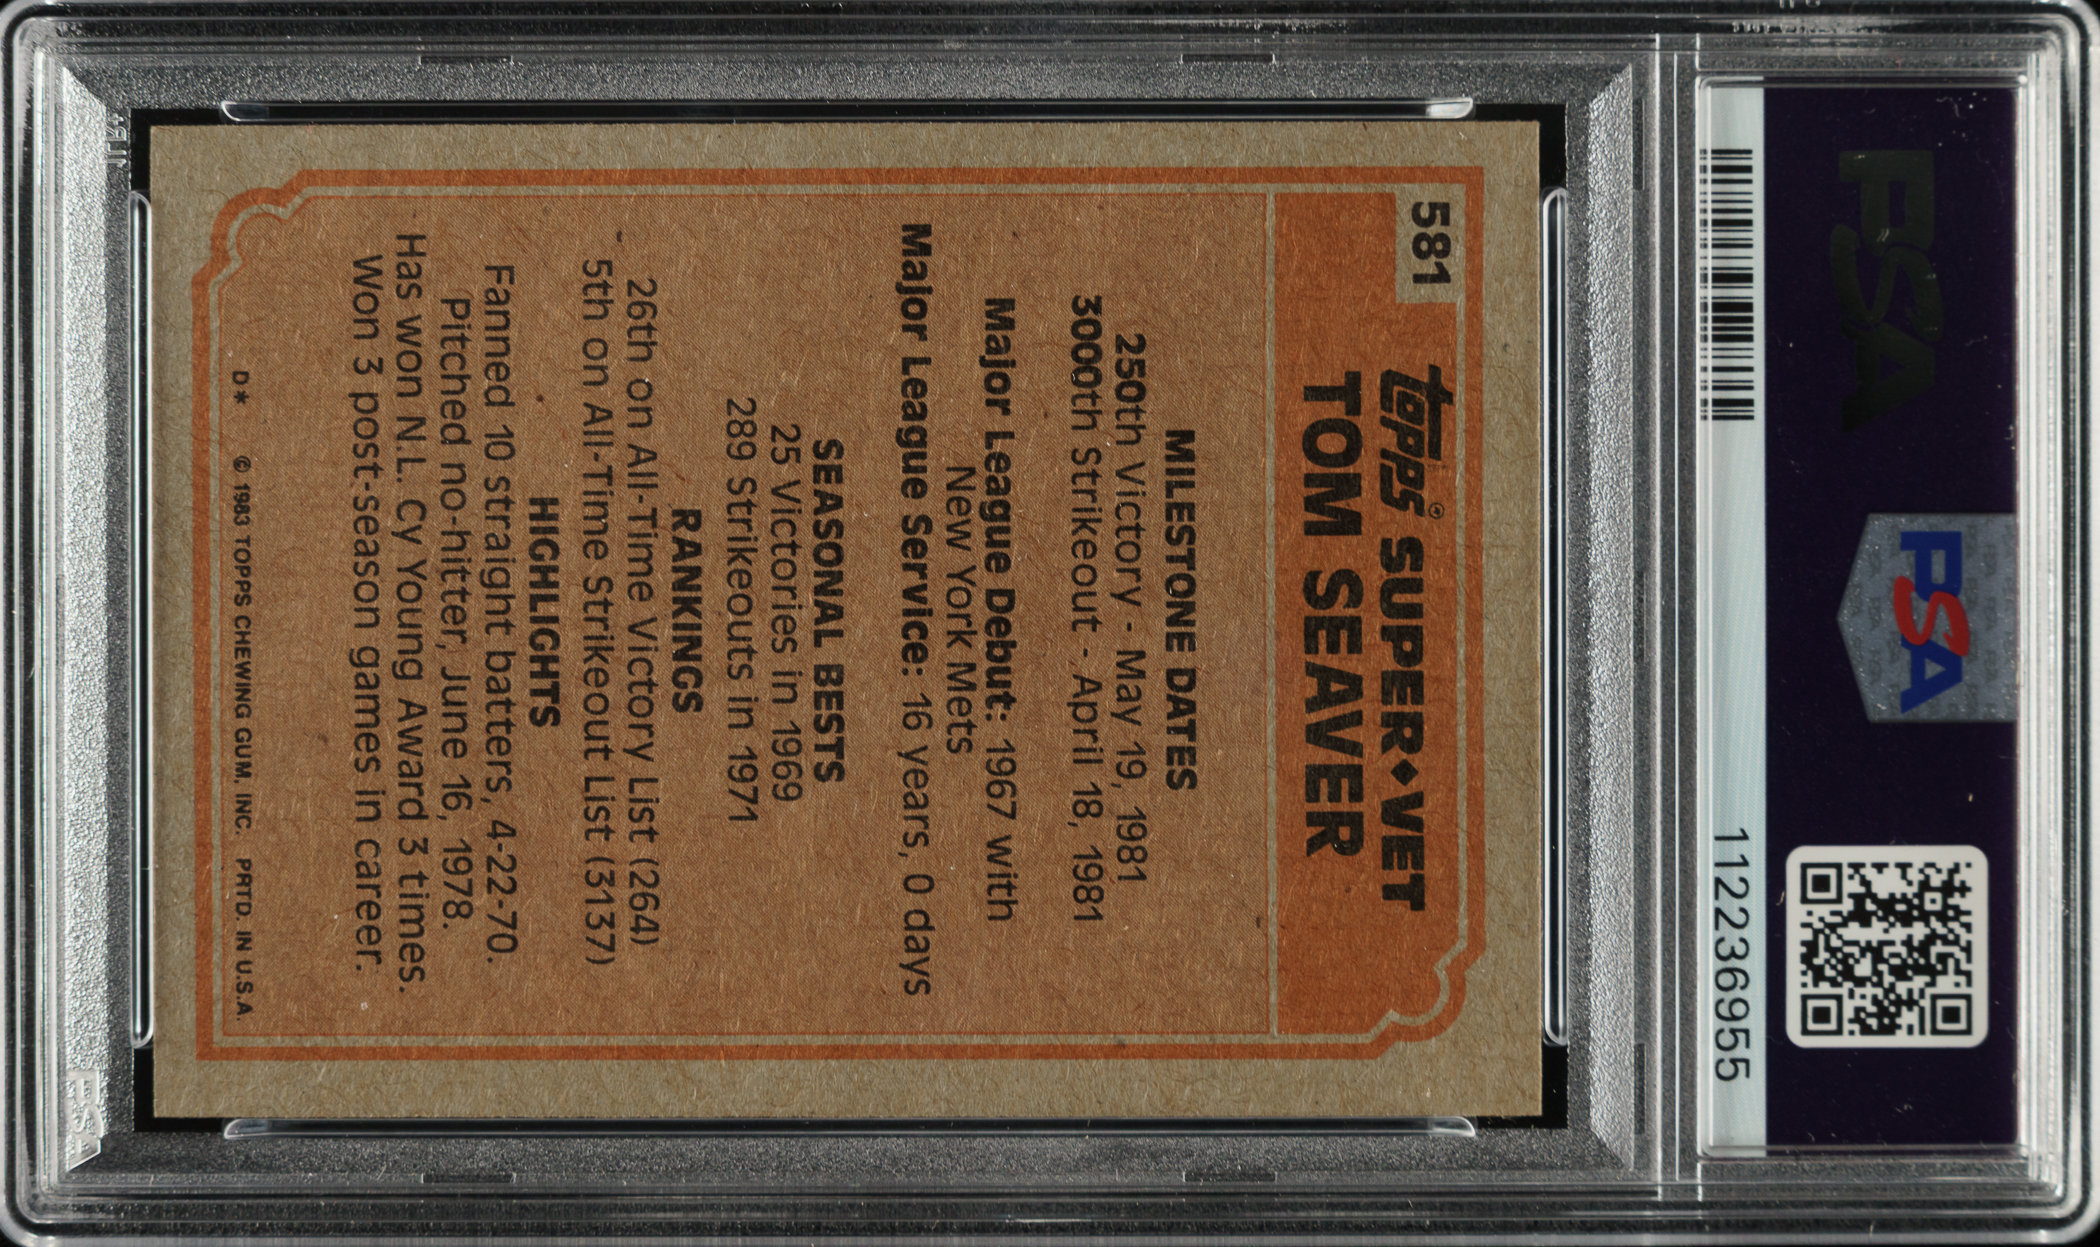 PSA
PSA
112236955
581
Topps® SUPER◆VET
TOM SEAVER
MILESTONE DATES
250th Victory - May 19, 1981
3000th Strikeout - April 18, 1981
Major League Debut: 1967 with
New York Mets
Major League Service: 16 years, 0 days
SEASONAL BESTS
25 Victories in 1969
289 Strikeouts in 1971
RANKINGS
26th on All-Time Victory List (264)
5th on All-Time Strikeout List (3137)
HIGHLIGHTS
Fanned 10 straight batters, 4-22-70.
Pitched no-hitter, June 16, 1978.
Has won N.L. Cy Young Award 3 times.
Won 3 post-season games in career.
D* © 1983 TOPPS CHEWING GUM, INC. PRTD. IN U.S.A.
PSA